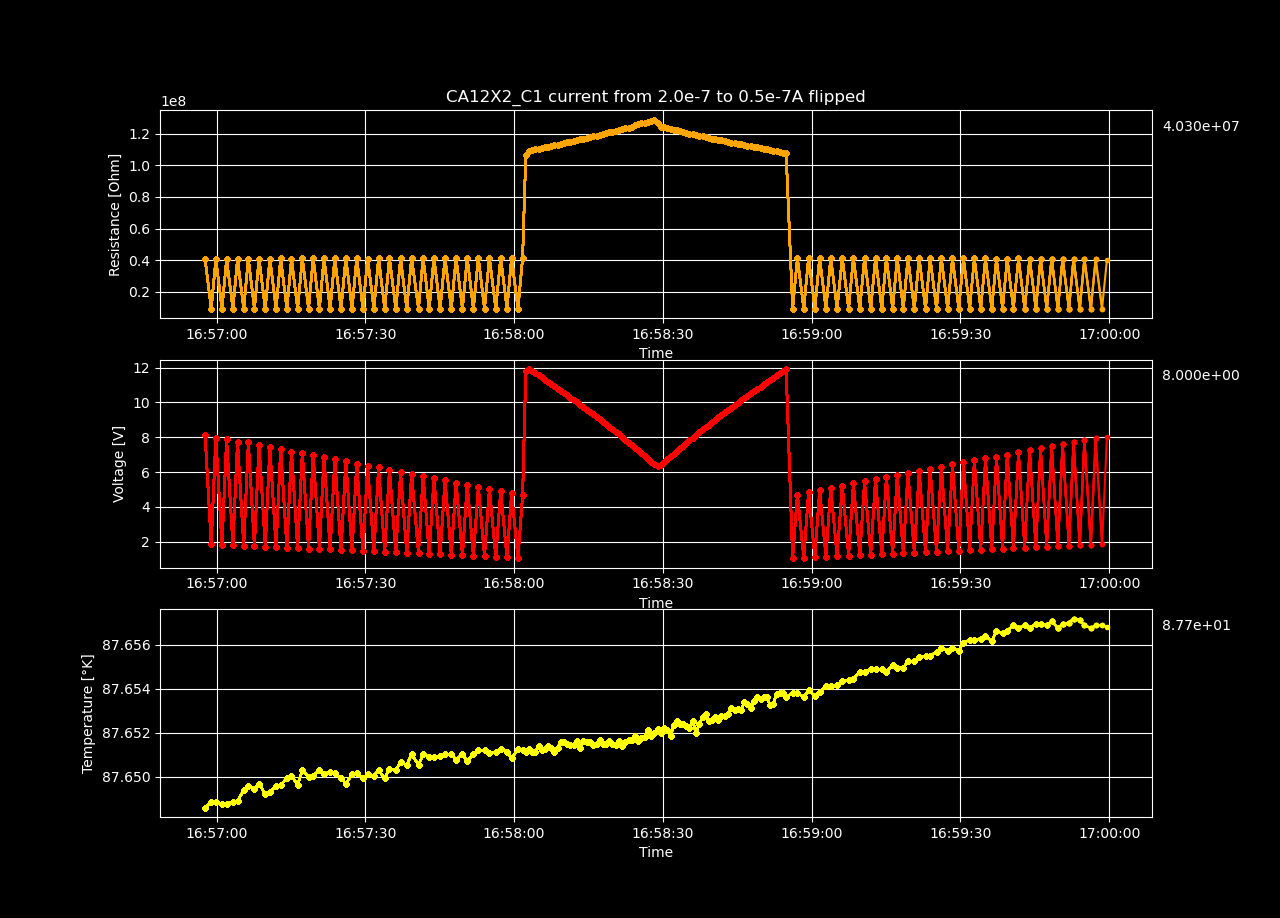 CA12X2_C1 current from 2.0e-7 to 0.5e-7A flipped
1e8
4.030e+07
1.2
1.0
0.8
0.6
0.4
0.2
Resistance [Ohm]
16:57:00 16:57:30 16:58:00 16:58:30 16:59:00 16:59:30 17:00:00
Time
8.000e+00
12
10
8
6
4
2
Voltage [V]
16:57:00 16:57:30 16:58:00 16:58:30 16:59:00 16:59:30 17:00:00
Time
8.77e+01
87.656
87.654
87.652
87.650
Temperature [°K]
16:57:00 16:57:30 16:58:00 16:58:30 16:59:00 16:59:30 17:00:00
Time